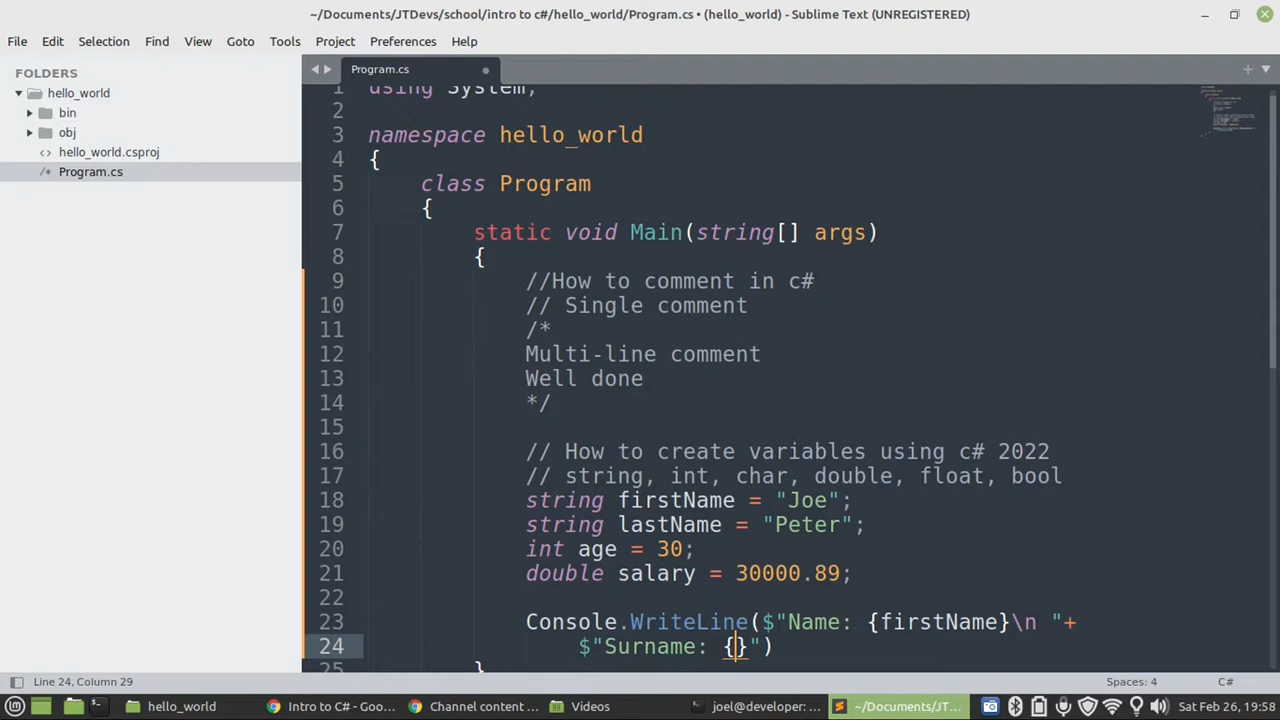 ~/Documents/JTDevs/school/intro to c#/hello_world/Program.cs • (hello_world) - Sublime Text (UNREGISTERED)
File Edit Selection Find View Goto Tools Project Preferences Help
FOLDERS
hello_world
bin
obj
<> hello_world.csproj
/* Program.cs
Program.cs
1 using System;
2
3 namespace hello_world
4 {
5 class Program
6 {
7 static void Main(string[] args)
8 {
9 //How to comment in c#
10 // Single comment
11 /*
12 Multi-line comment
13 Well done
14 */
15
16 // How to create variables using c# 2022
17 // string, int, char, double, float, bool
18 string firstName = "Joe";
19 string lastName = "Peter";
20 int age = 30;
21 double salary = 30000.89;
22
23 Console.WriteLine($"Name: {firstName}\n "+
24 $"Surname: {}")
25 }
Line 24, Column 29 Spaces: 4 C#
hello_world Intro to C# - Goo... Channel content ... Videos joel@developer: ... ~/Documents/JT... Sat Feb 26, 19:58